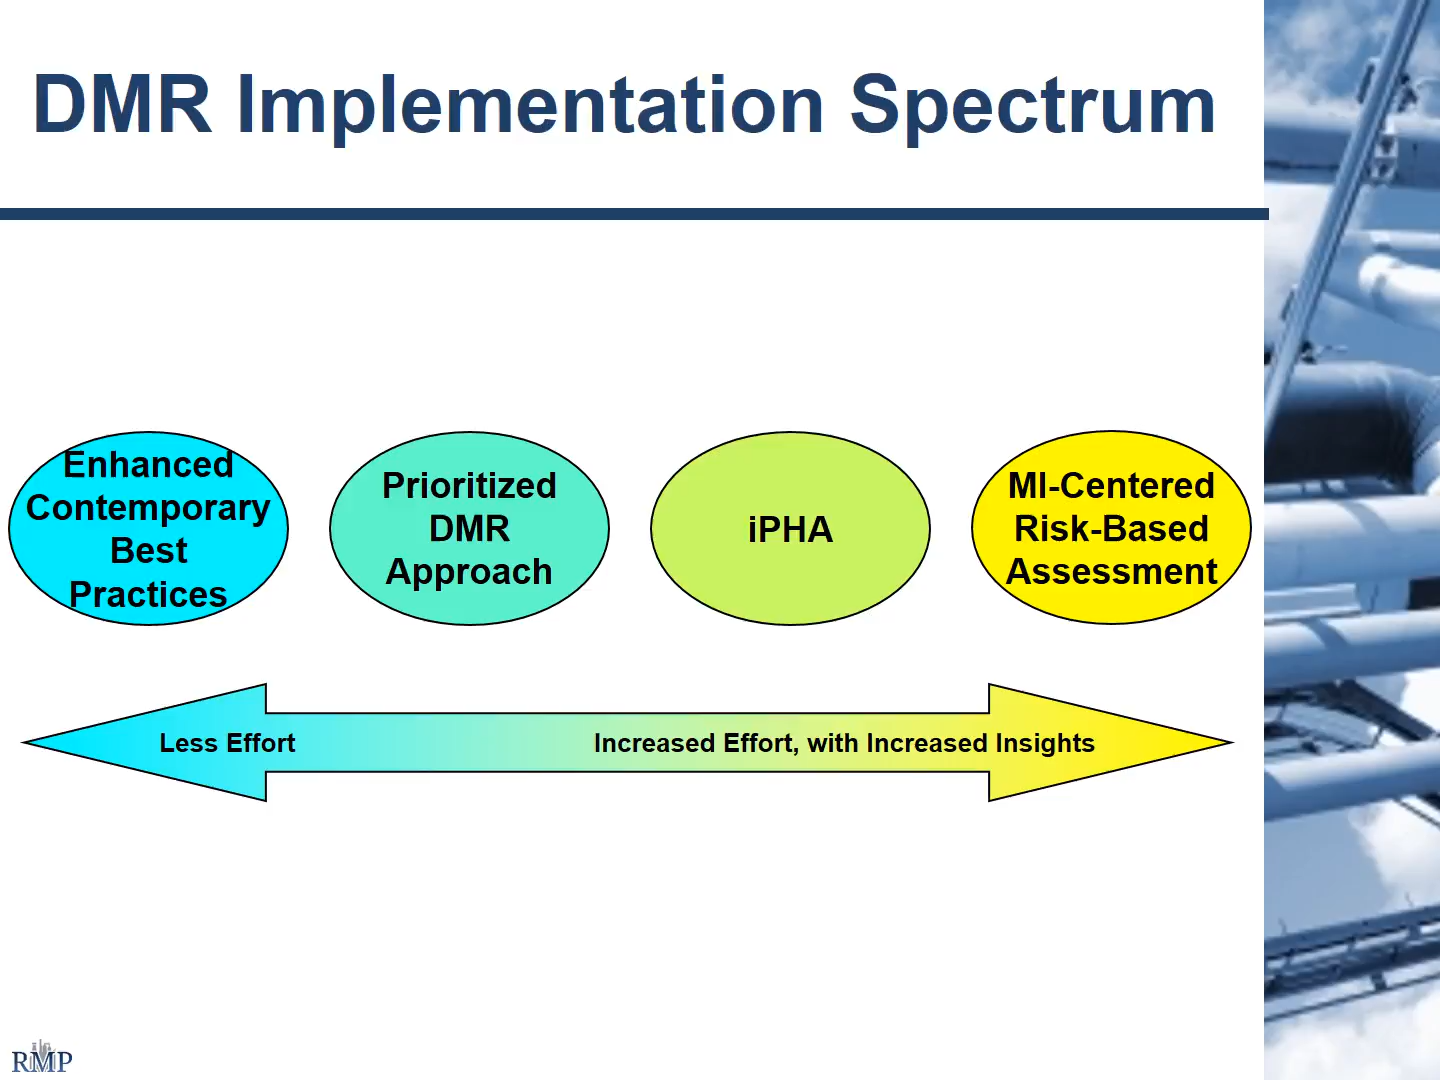 DMR Implementation Spectrum
Enhanced
Contemporary
Best
Practices
Prioritized
DMR
Approach
iPHA
MI-Centered
Risk-Based
Assessment
Less Effort
Increased Effort, with Increased Insights
RMP